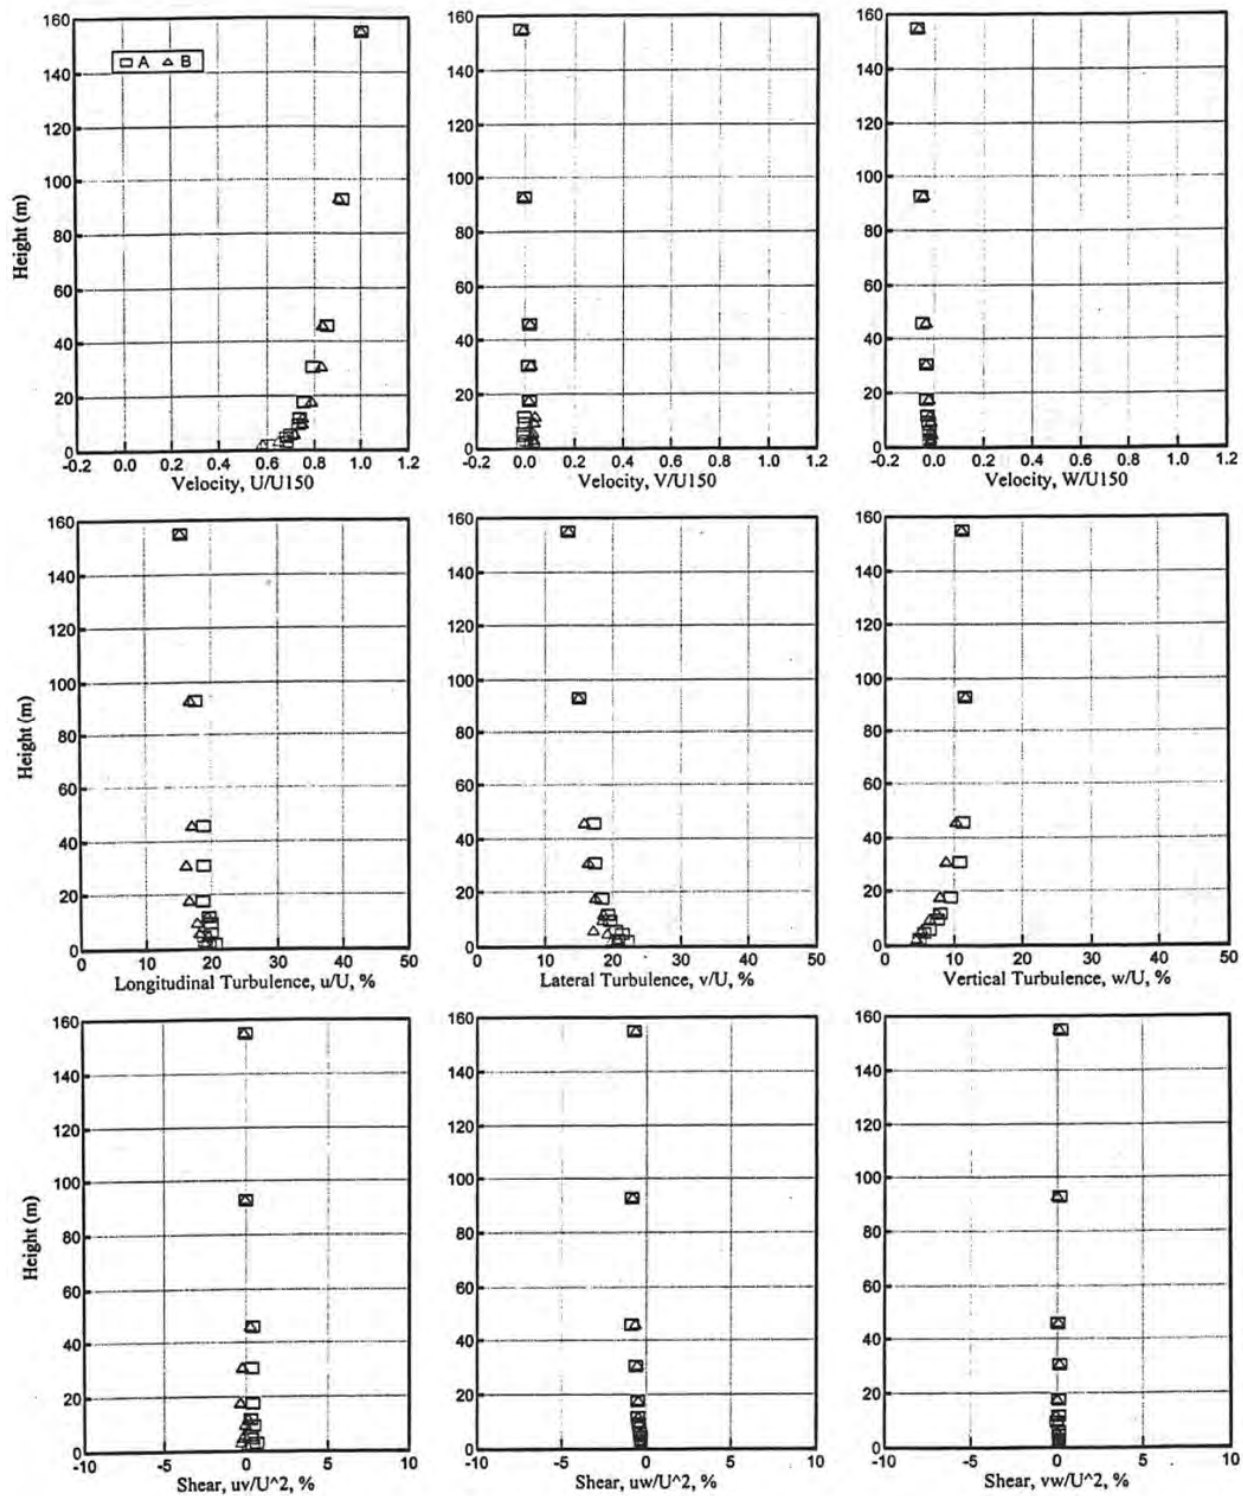 160 160 160
140 A B 140 140
120 120 120
100 100 100
80 80 80
60 60 60
40 40 40
20 20 20
0 0 0
Height (m)
-0.2 0.0 0.2 0.4 0.6 0.8 1.0 1.2 -0.2 0.0 0.2 0.4 0.6 0.8 1.0 1.2 -0.2 0.0 0.2 0.4 0.6 0.8 1.0 1.2
Velocity, U/U150 Velocity, V/U150 Velocity, W/U150
160 160 160
140 140 140
120 120 120
100 100 100
80 80 80
60 60 60
40 40 40
20 20 20
0 0 0
Height (m)
0 10 20 30 40 50 0 10 20 30 40 50 0 10 20 30 40 50
Longitudinal Turbulence, u/U, % Lateral Turbulence, v/U, % Vertical Turbulence, w/U, %
160 160 160
140 140 140
120 120 120
100 100 100
80 80 80
60 60 60
40 40 40
20 20 20
0 0 0
Height (m)
-10 -5 0 5 10 -10 -5 0 5 10 -10 -5 0 5 10
Shear, uv/U^2, % Shear, uw/U^2, % Shear, vw/U^2, %